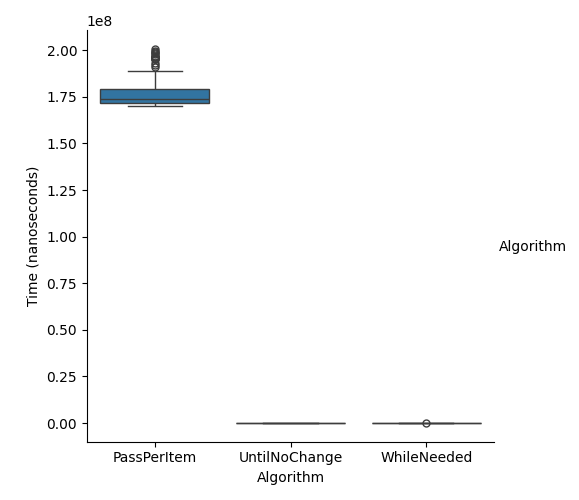 1e8
2.00
1.75
1.50
1.25
1.00
0.75
0.50
0.25
0.00
Time (nanoseconds)
PassPerItem UntilNoChange WhileNeeded
Algorithm
Algorithm